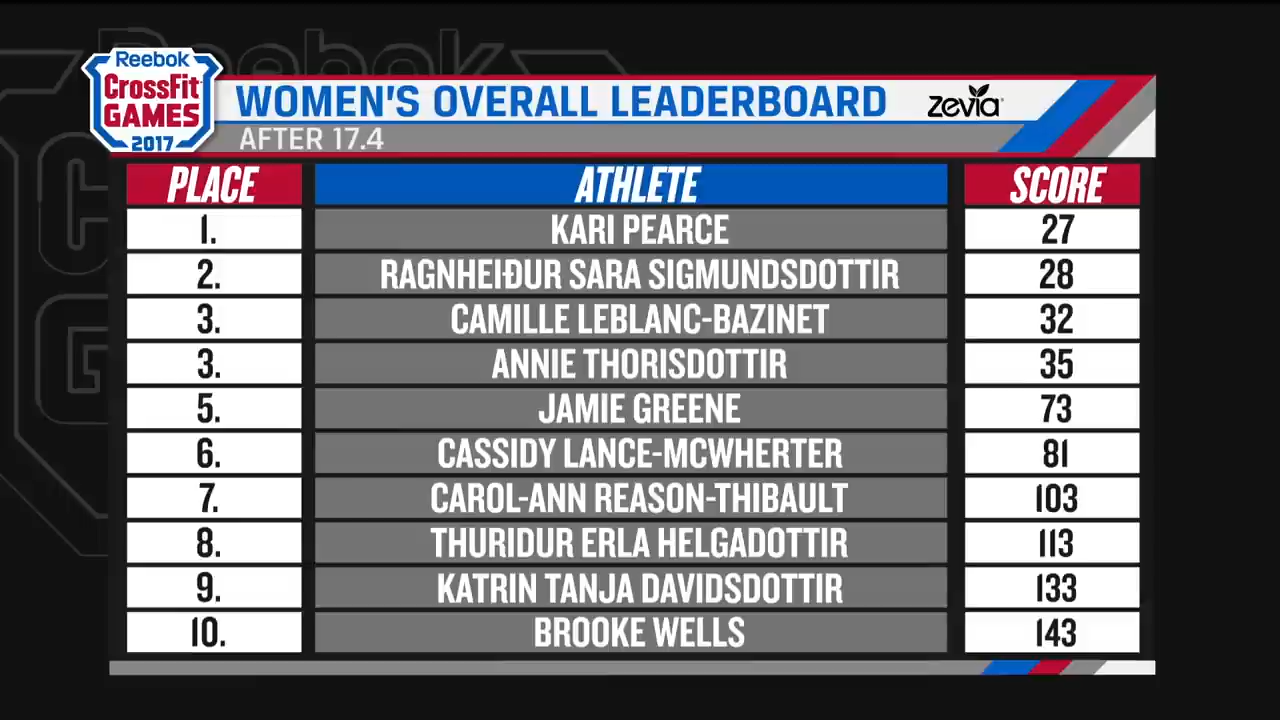 Reebok
CrossFit
GAMES
2017
WOMEN'S OVERALL LEADERBOARD
zevia
AFTER 17.4
PLACE ATHLETE SCORE
1. KARI PEARCE 27
2. RAGNHEIÐUR SARA SIGMUNDSDOTTIR 28
3. CAMILLE LEBLANC-BAZINET 32
3. ANNIE THORISDOTTIR 35
5. JAMIE GREENE 73
6. CASSIDY LANCE-MCWHERTER 81
7. CAROL-ANN REASON-THIBAULT 103
8. THURIDUR ERLA HELGADOTTIR 113
9. KATRIN TANJA DAVIDSDOTTIR 133
10. BROOKE WELLS 143